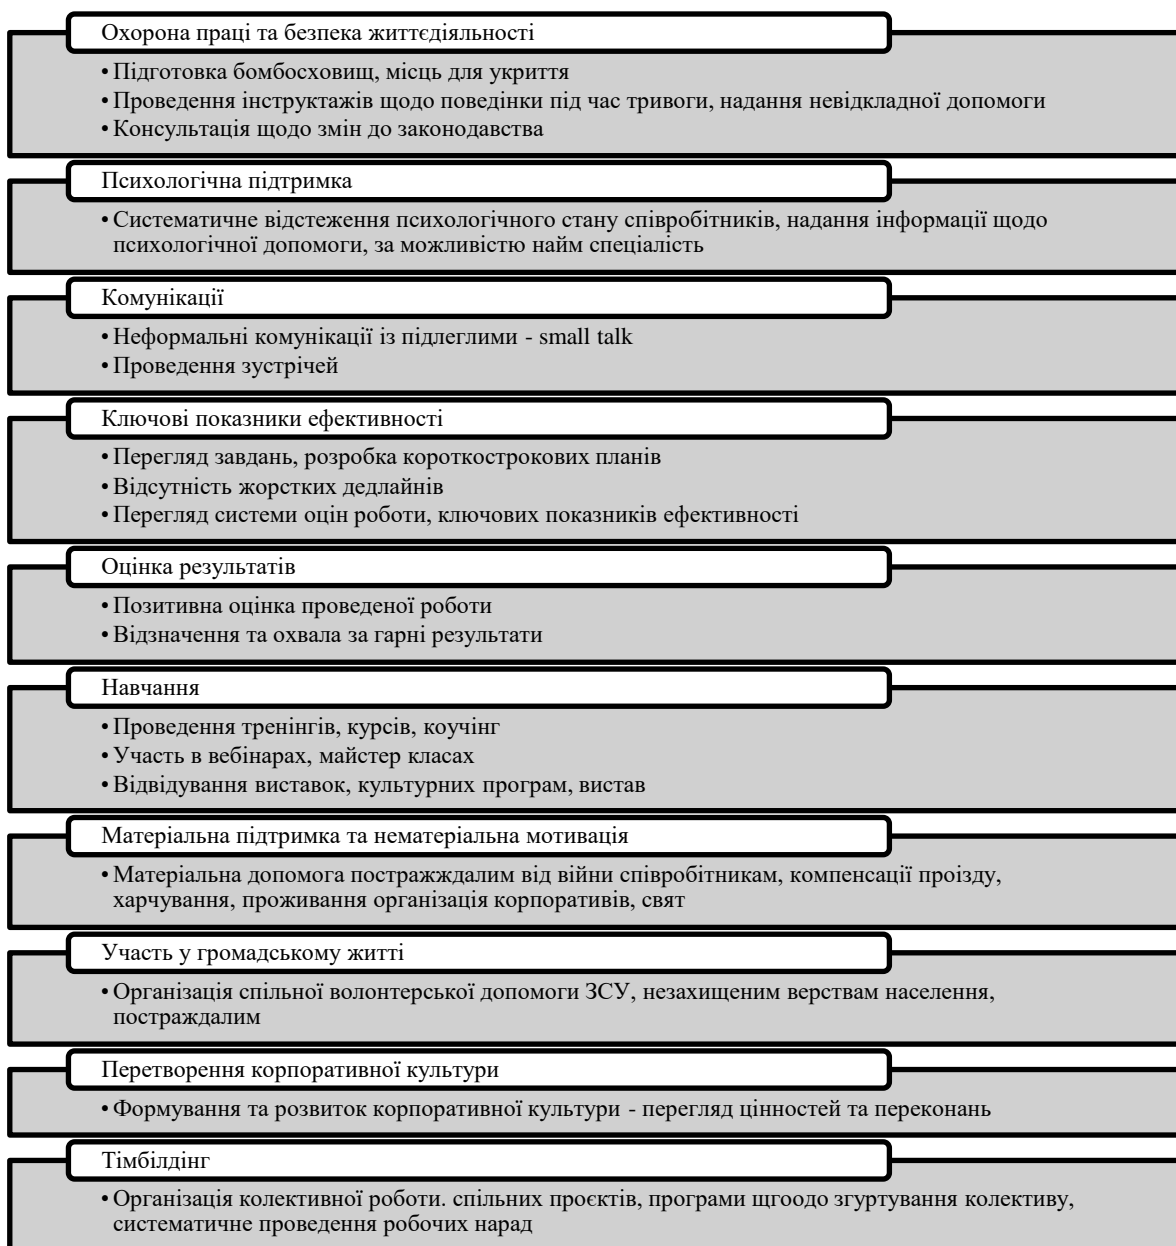 Охорона праці та безпека життєдіяльності
• Підготовка бомбосховищ, місць для укриття
• Проведення інструктажів щодо поведінки під час тривоги, надання невідкладної допомоги
• Консультація щодо змін до законодавства
Психологічна підтримка
• Систематичне відстеження психологічного стану співробітників, надання інформації щодо
психологічної допомоги, за можливістю найм спеціалість
Комунікації
• Неформальні комунікації із підлеглими - small talk
• Проведення зустрічей
Ключові показники ефективності
• Перегляд завдань, розробка короткострокових планів
• Відсутність жорстких дедлайнів
• Перегляд системи оцін роботи, ключових показників ефективності
Оцінка результатів
• Позитивна оцінка проведеної роботи
• Відзначення та охвала за гарні результати
Навчання
• Проведення тренінгів, курсів, коучінг
• Участь в вебінарах, майстер класах
• Відвідування виставок, культурних програм, вистав
Матеріальна підтримка та нематеріальна мотивація
• Матеріальна допомога постражждалим від війни співробітникам, компенсації проїзду,
харчування, проживання організація корпоративів, свят
Участь у громадському житті
• Організація спільної волонтерської допомоги ЗСУ, незахищеним верствам населення,
постраждалим
Перетворення корпоративної культури
• Формування та розвиток корпоративної культури - перегляд цінностей та переконань
Тімбілдінг
• Організація колективної роботи. спільних проєктів, програми щгоодо згуртування колективу,
систематичне проведення робочих нарад